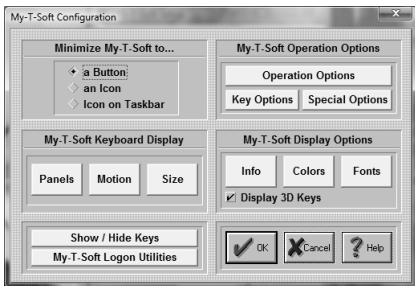 My-T-Soft Configuration
Minimize My-T-Soft to...
a Button
an Icon
Icon on Taskbar
My-T-Soft Operation Options
Operation Options
Key Options
Special Options
My-T-Soft Keyboard Display
Panels
Motion
Size
My-T-Soft Display Options
Info
Colors
Fonts
Display 3D Keys
Show / Hide Keys
My-T-Soft Logon Utilities
OK
Cancel
Help